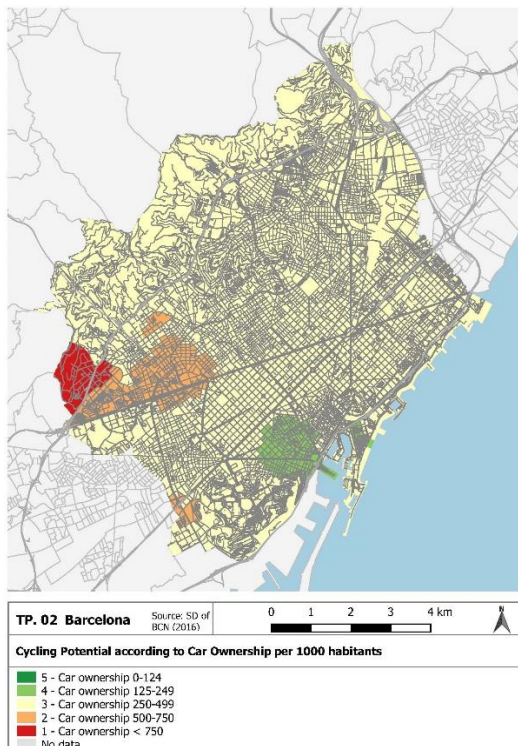 TP. 02 Barcelona
Source: SD of
BCN (2016)
0 1 2 3 4 km
N
Cycling Potential according to Car Ownership per 1000 habitants
5 - Car ownership 0-124
4 - Car ownership 125-249
3 - Car ownership 250-499
2 - Car ownership 500-750
1 - Car ownership < 750
No data